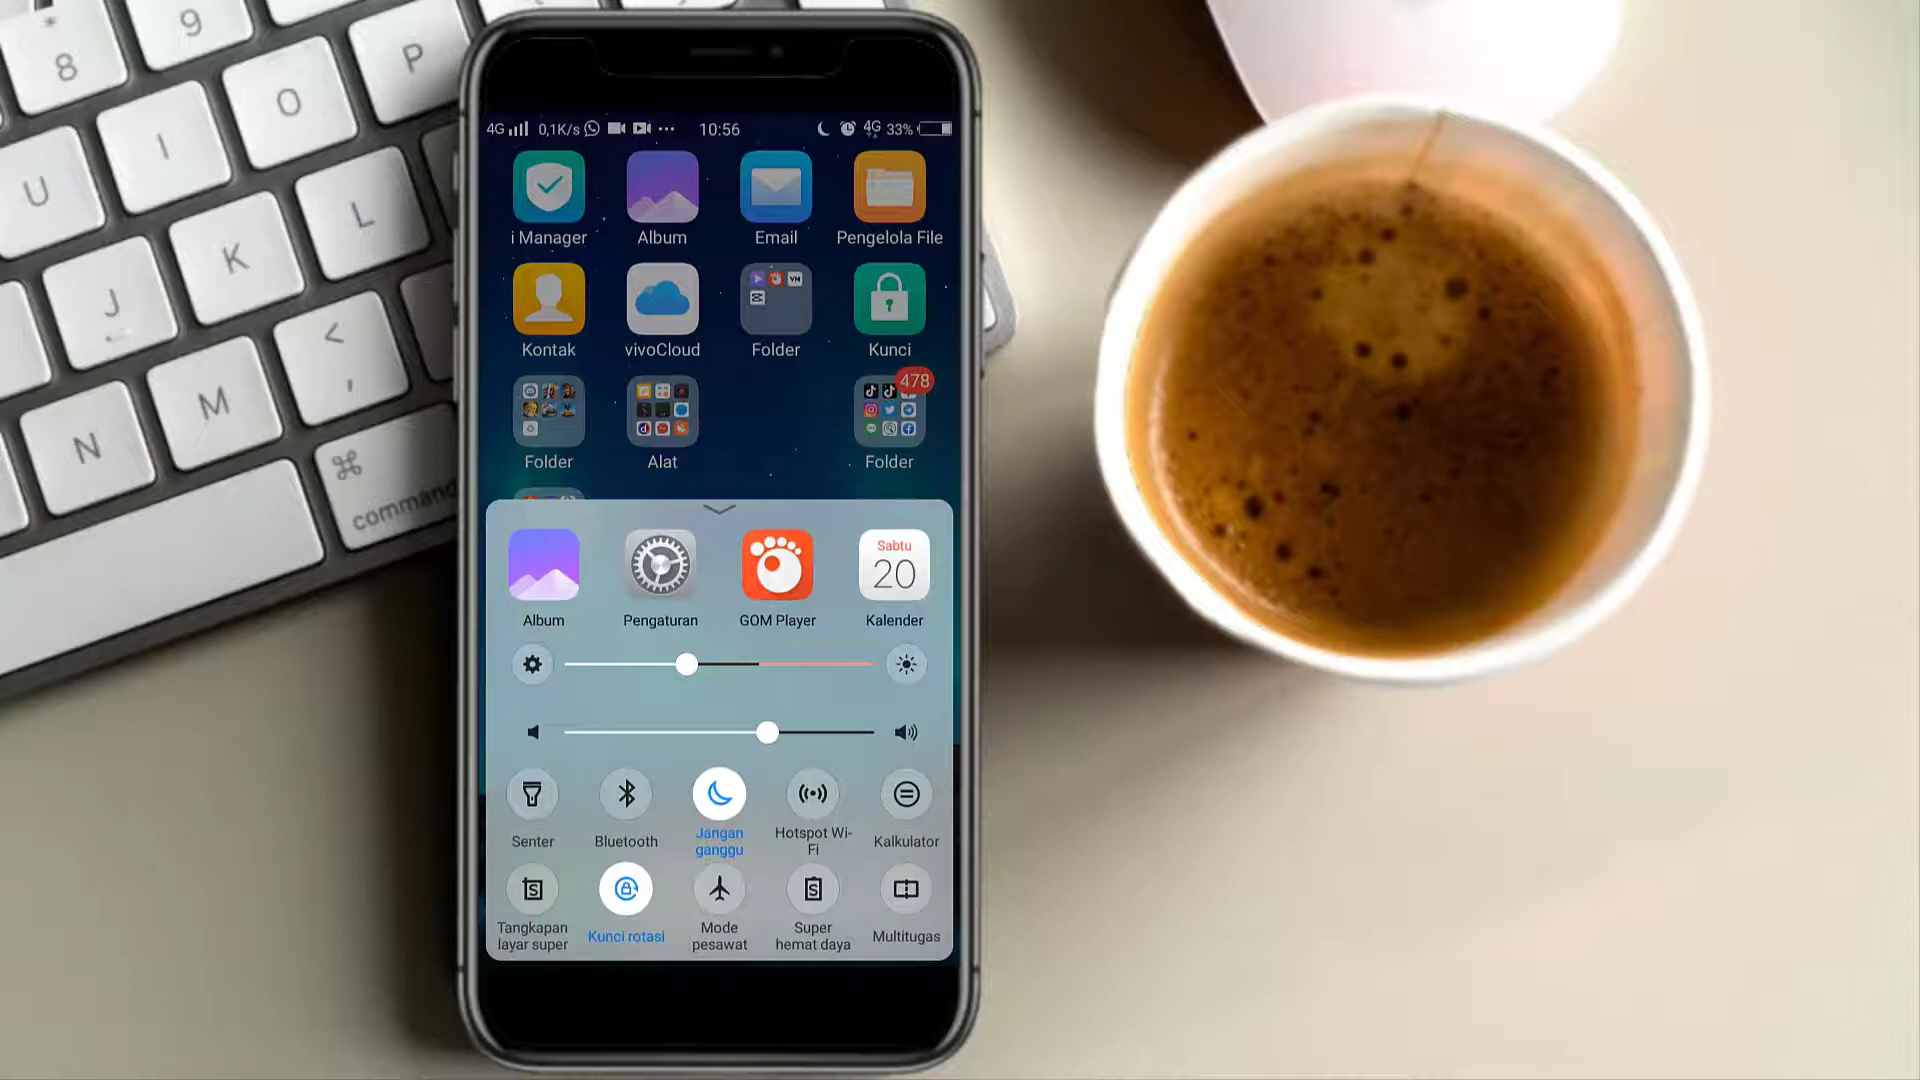 8
9
U
I
O
P
J
K
L
N
M
<
,
⌘
command
4G 0,1K/s 10:56 4G 33%
i Manager Album Email Pengelola File
VM
Kontak vivoCloud Folder Kunci
478
Folder Alat Folder
Sabtu
20
Album Pengaturan GOM Player Kalender
Senter Bluetooth Jangan ganggu Hotspot Wi-Fi Kalkulator
S S
Tangkapan layar super Kunci rotasi Mode pesawat Super hemat daya Multitugas